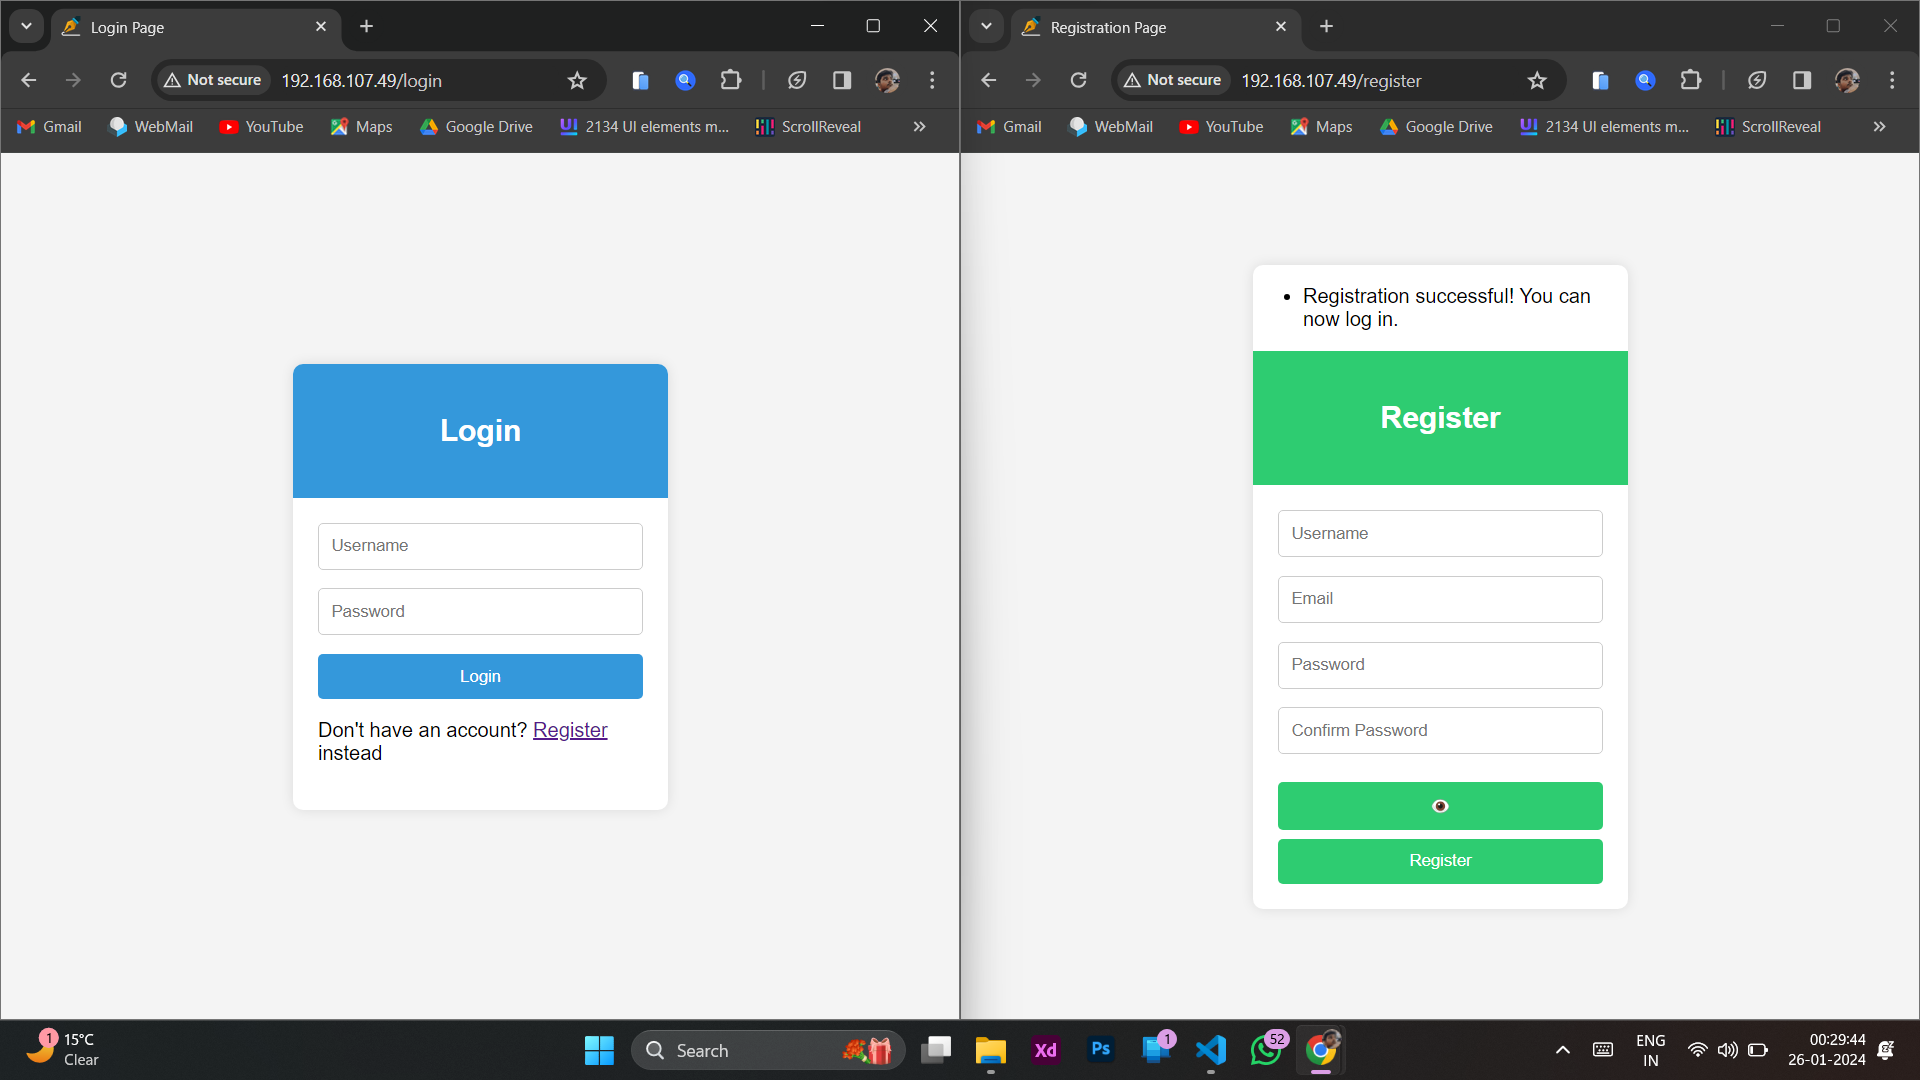 Login Page
Not secure
192.168.107.49/login
Gmail
WebMail
YouTube
Maps
Google Drive
2134 UI elements m...
ScrollReveal
Login
Username
Password
Login
Don't have an account? Register
instead
Registration Page
Not secure
192.168.107.49/register
Gmail
WebMail
YouTube
Maps
Google Drive
2134 UI elements m...
ScrollReveal
Registration successful! You can
now log in.
Register
Username
Email
Password
Confirm Password
Register
1
15°C
Clear
Search
Xd
Ps
1
52
ENG
IN
00:29:44
26-01-2024